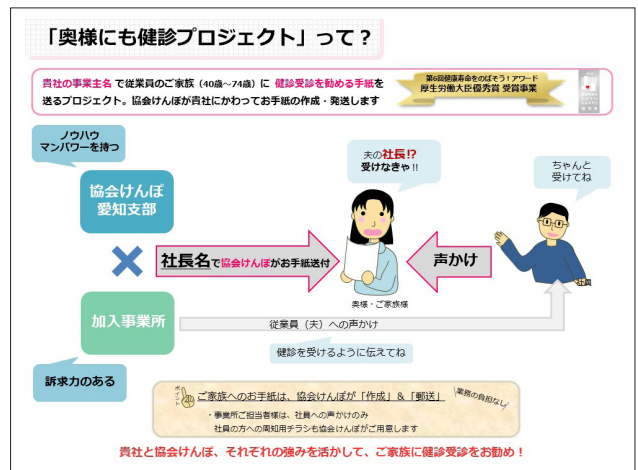 「奥様にも健診プロジェクト」って？
貴社の事業主名で従業員のご家族（40歳～74歳）に 健診受診を勧める手紙を
送るプロジェクト。協会けんぽが貴社にかわってお手紙の作成・発送します
第6回健康寿命をのばそう！アワード
厚生労働大臣優秀賞 受賞事業
ノウハウ
マンパワーを持つ
協会けんぽ
愛知支部
夫の社長!?
受けなきゃ!!
ちゃんと
受けてね
社長名で協会けんぽがお手紙送付
声かけ
社員
奥様・ご家族様
加入事業所
従業員（夫）への声かけ
健診を受けるように伝えてね
訴求力のある
ポイント
ご家族へのお手紙は、協会けんぽが「作成」＆「郵送」
業務の負担なし
・事業所ご担当者様は、社員への声かけのみ
社員の方への周知用チラシも協会けんぽがご用意します
貴社と協会けんぽ、それぞれの強みを活かして、ご家族に健診受診をお勧め！